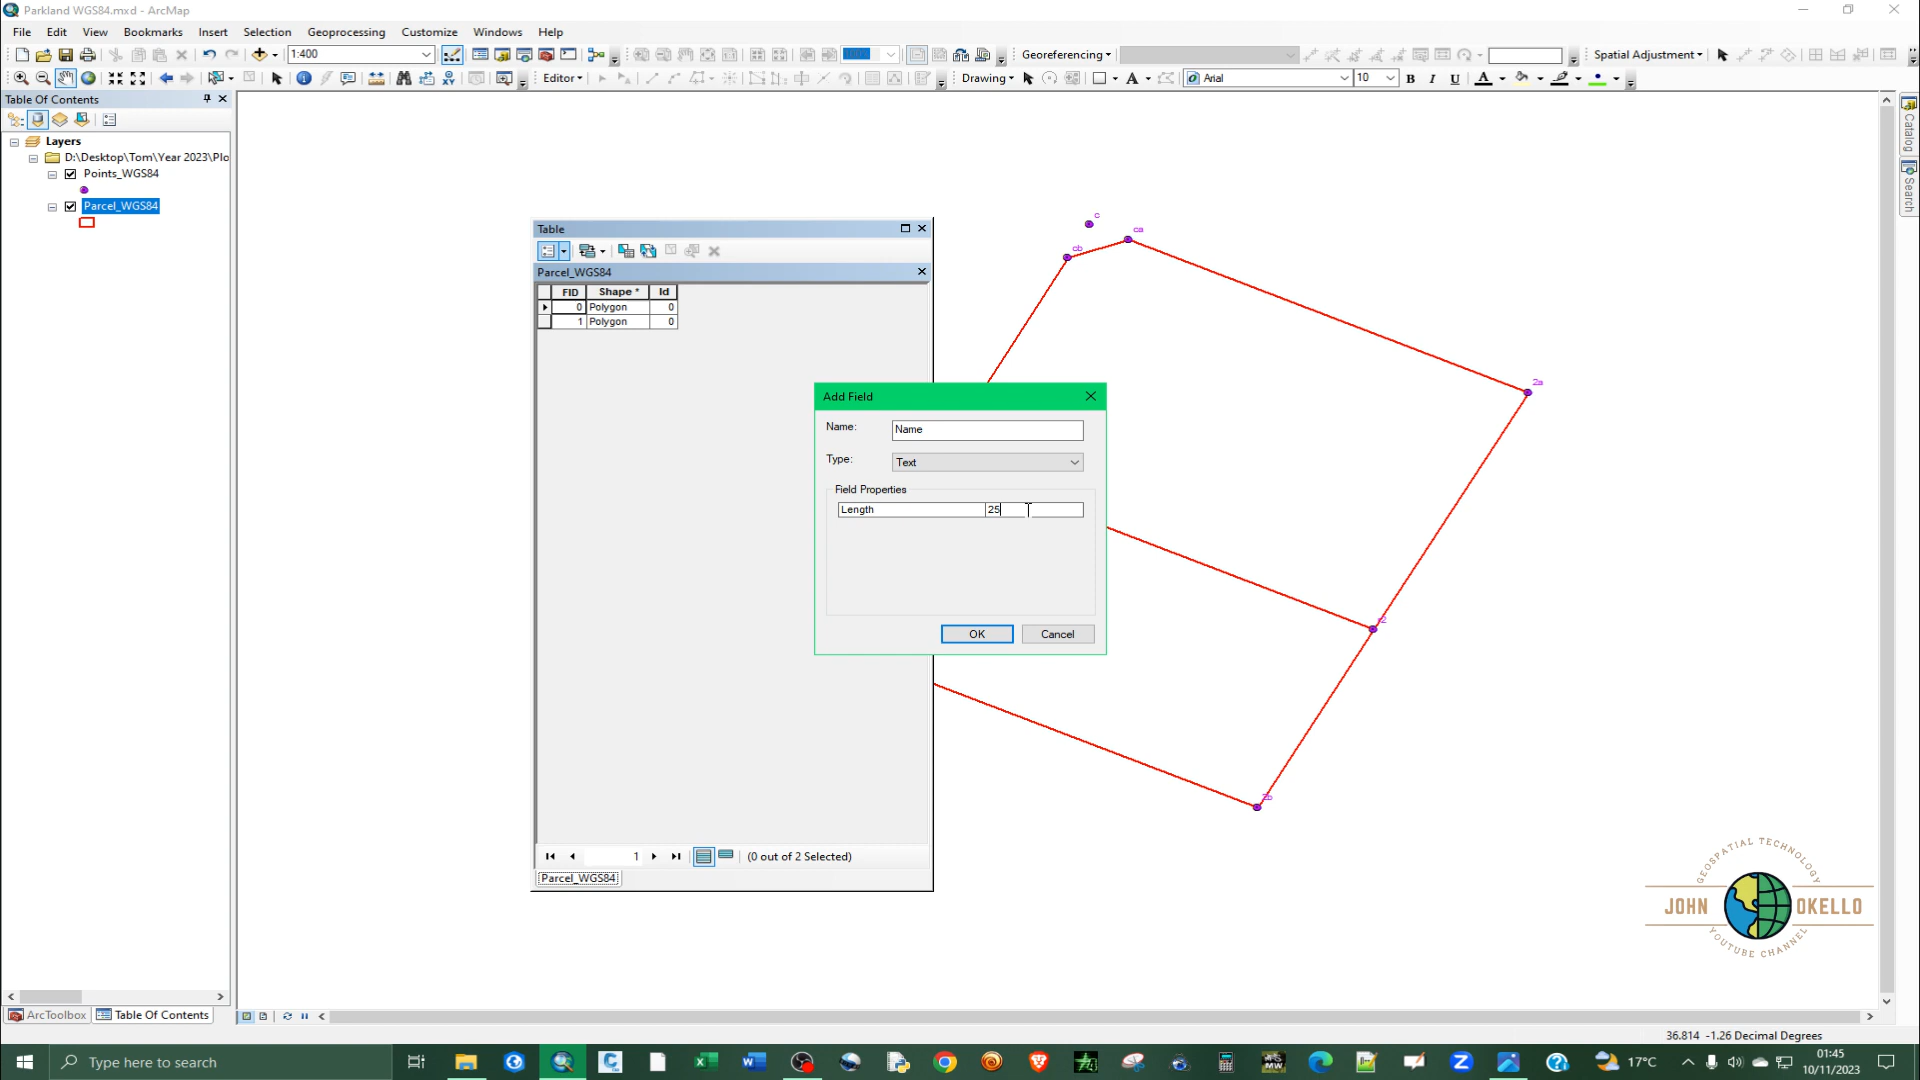 Parkland WGS84.mxd - ArcMap
File Edit View Bookmarks Insert Selection Geoprocessing Customize Windows Help
1:400 Georeferencing Spatial Adjustment
Editor Drawing Arial 10 B I U A
Table Of Contents
Layers
D:\Desktop\Tom\Year 2023\Plo
Points_WGS84
Parcel_WGS84
Table
Parcel_WGS84
FID Shape * Id
0 Polygon 0
1 Polygon 0
Add Field
Name: Name
Type: Text
Field Properties
Length 25
OK Cancel
1 (0 out of 2 Selected)
Parcel_WGS84
c
ca
cb
2a
2b
Catalog
Search
GEOSPATIAL TECHNOLOGY
JOHN OKELLO
YOUTUBE CHANNEL
ArcToolbox Table Of Contents
36.814 -1.26 Decimal Degrees
Type here to search
17°C
01:45
10/11/2023